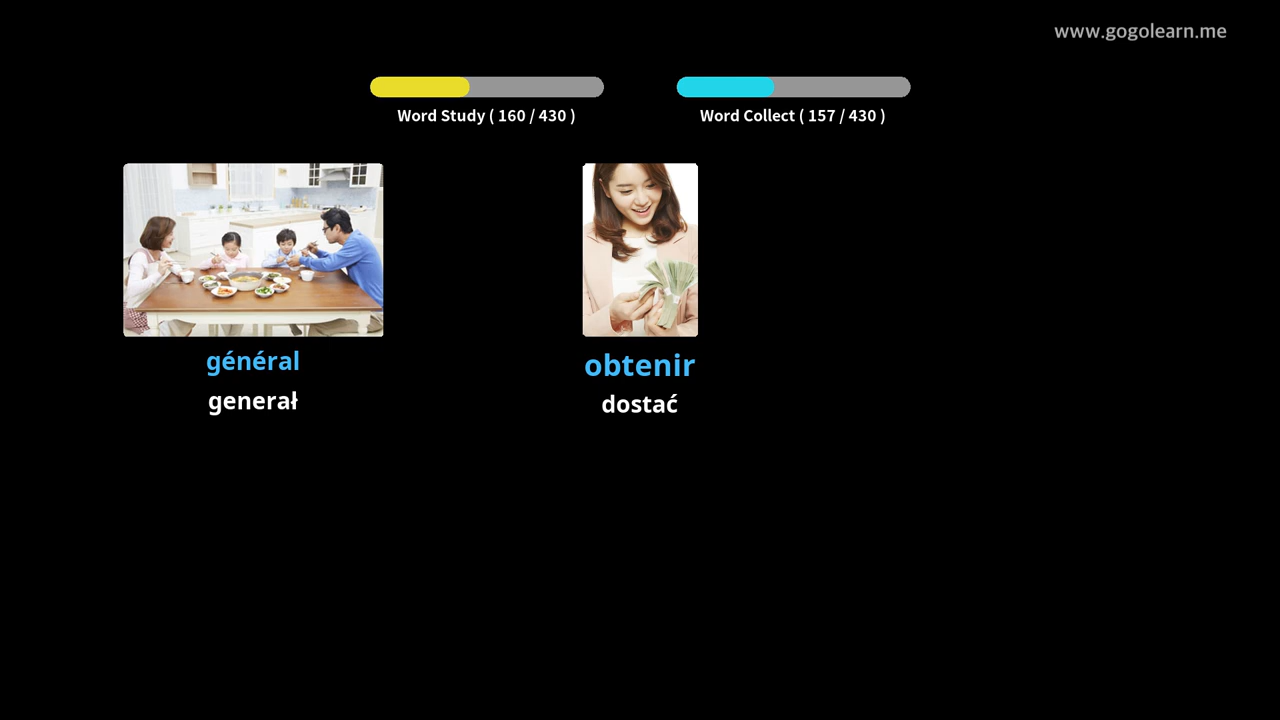 www.gogolearn.me
Word Study ( 160 / 430 )
Word Collect ( 157 / 430 )
général
generał
obtenir
dostać